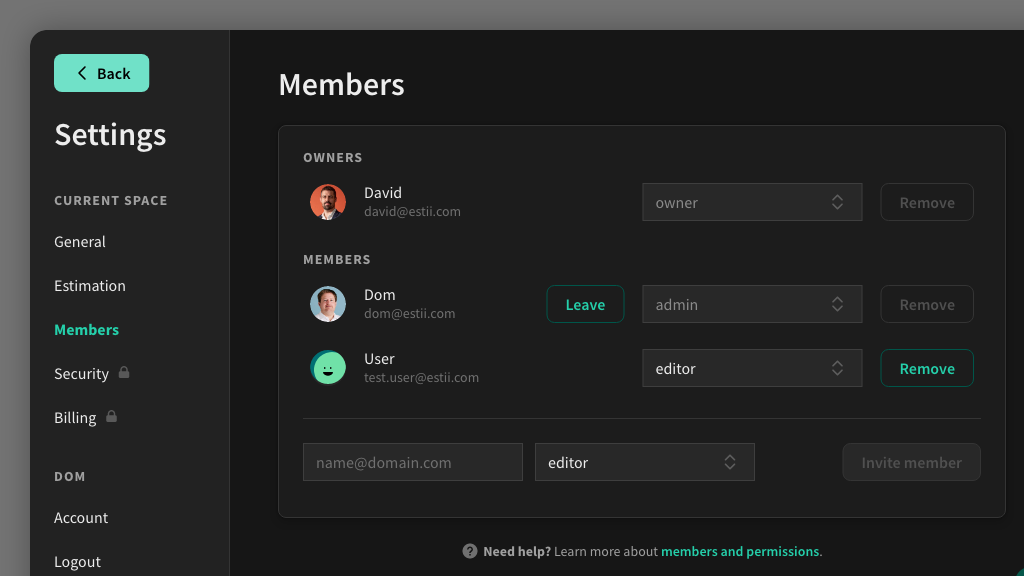 Back
Settings
CURRENT SPACE
General
Estimation
Members
Security
Billing
DOM
Account
Logout
Members
OWNERS
David
david@estii.com
owner
Remove
MEMBERS
Dom
dom@estii.com
Leave
admin
Remove
User
test.user@estii.com
editor
Remove
name@domain.com
editor
Invite member
Need help? Learn more about members and permissions.